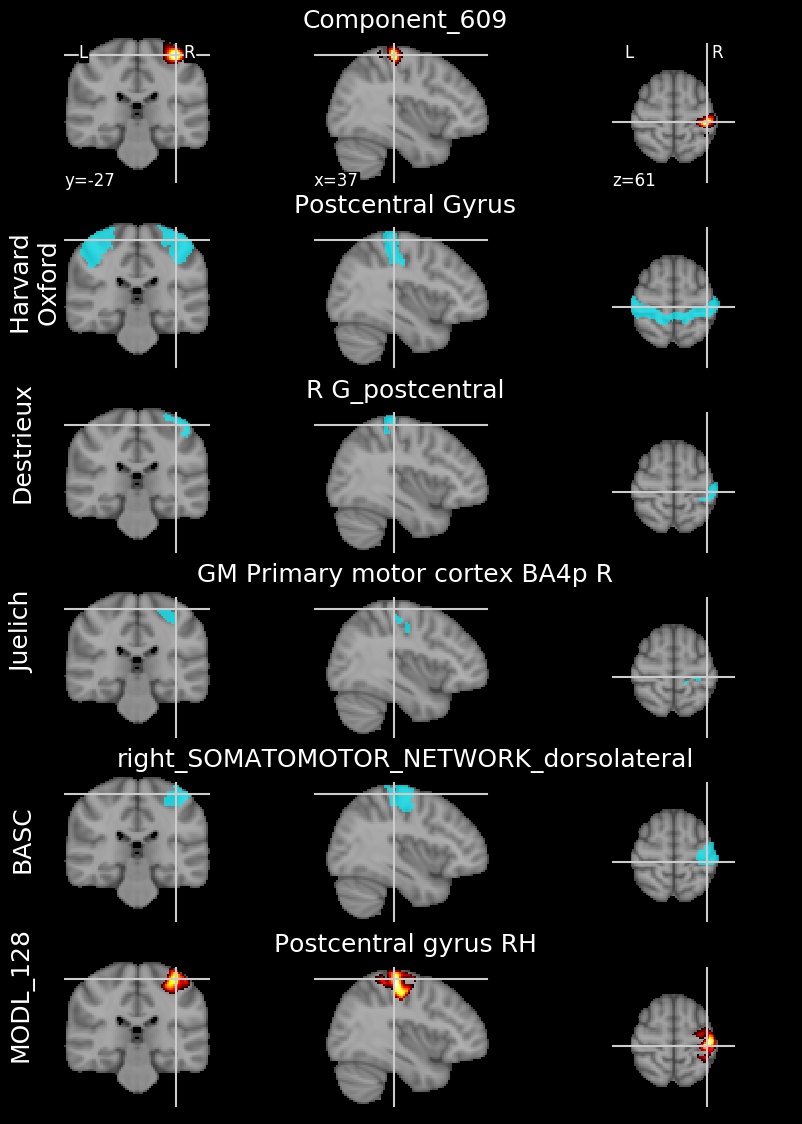 Component_609
L R
L R
y=-27
x=37
z=61
Postcentral Gyrus
Harvard
Oxford
R G_postcentral
Destrieux
GM Primary motor cortex BA4p R
Juelich
right_SOMATOMOTOR_NETWORK_dorsolateral
BASC
Postcentral gyrus RH
MODL_128